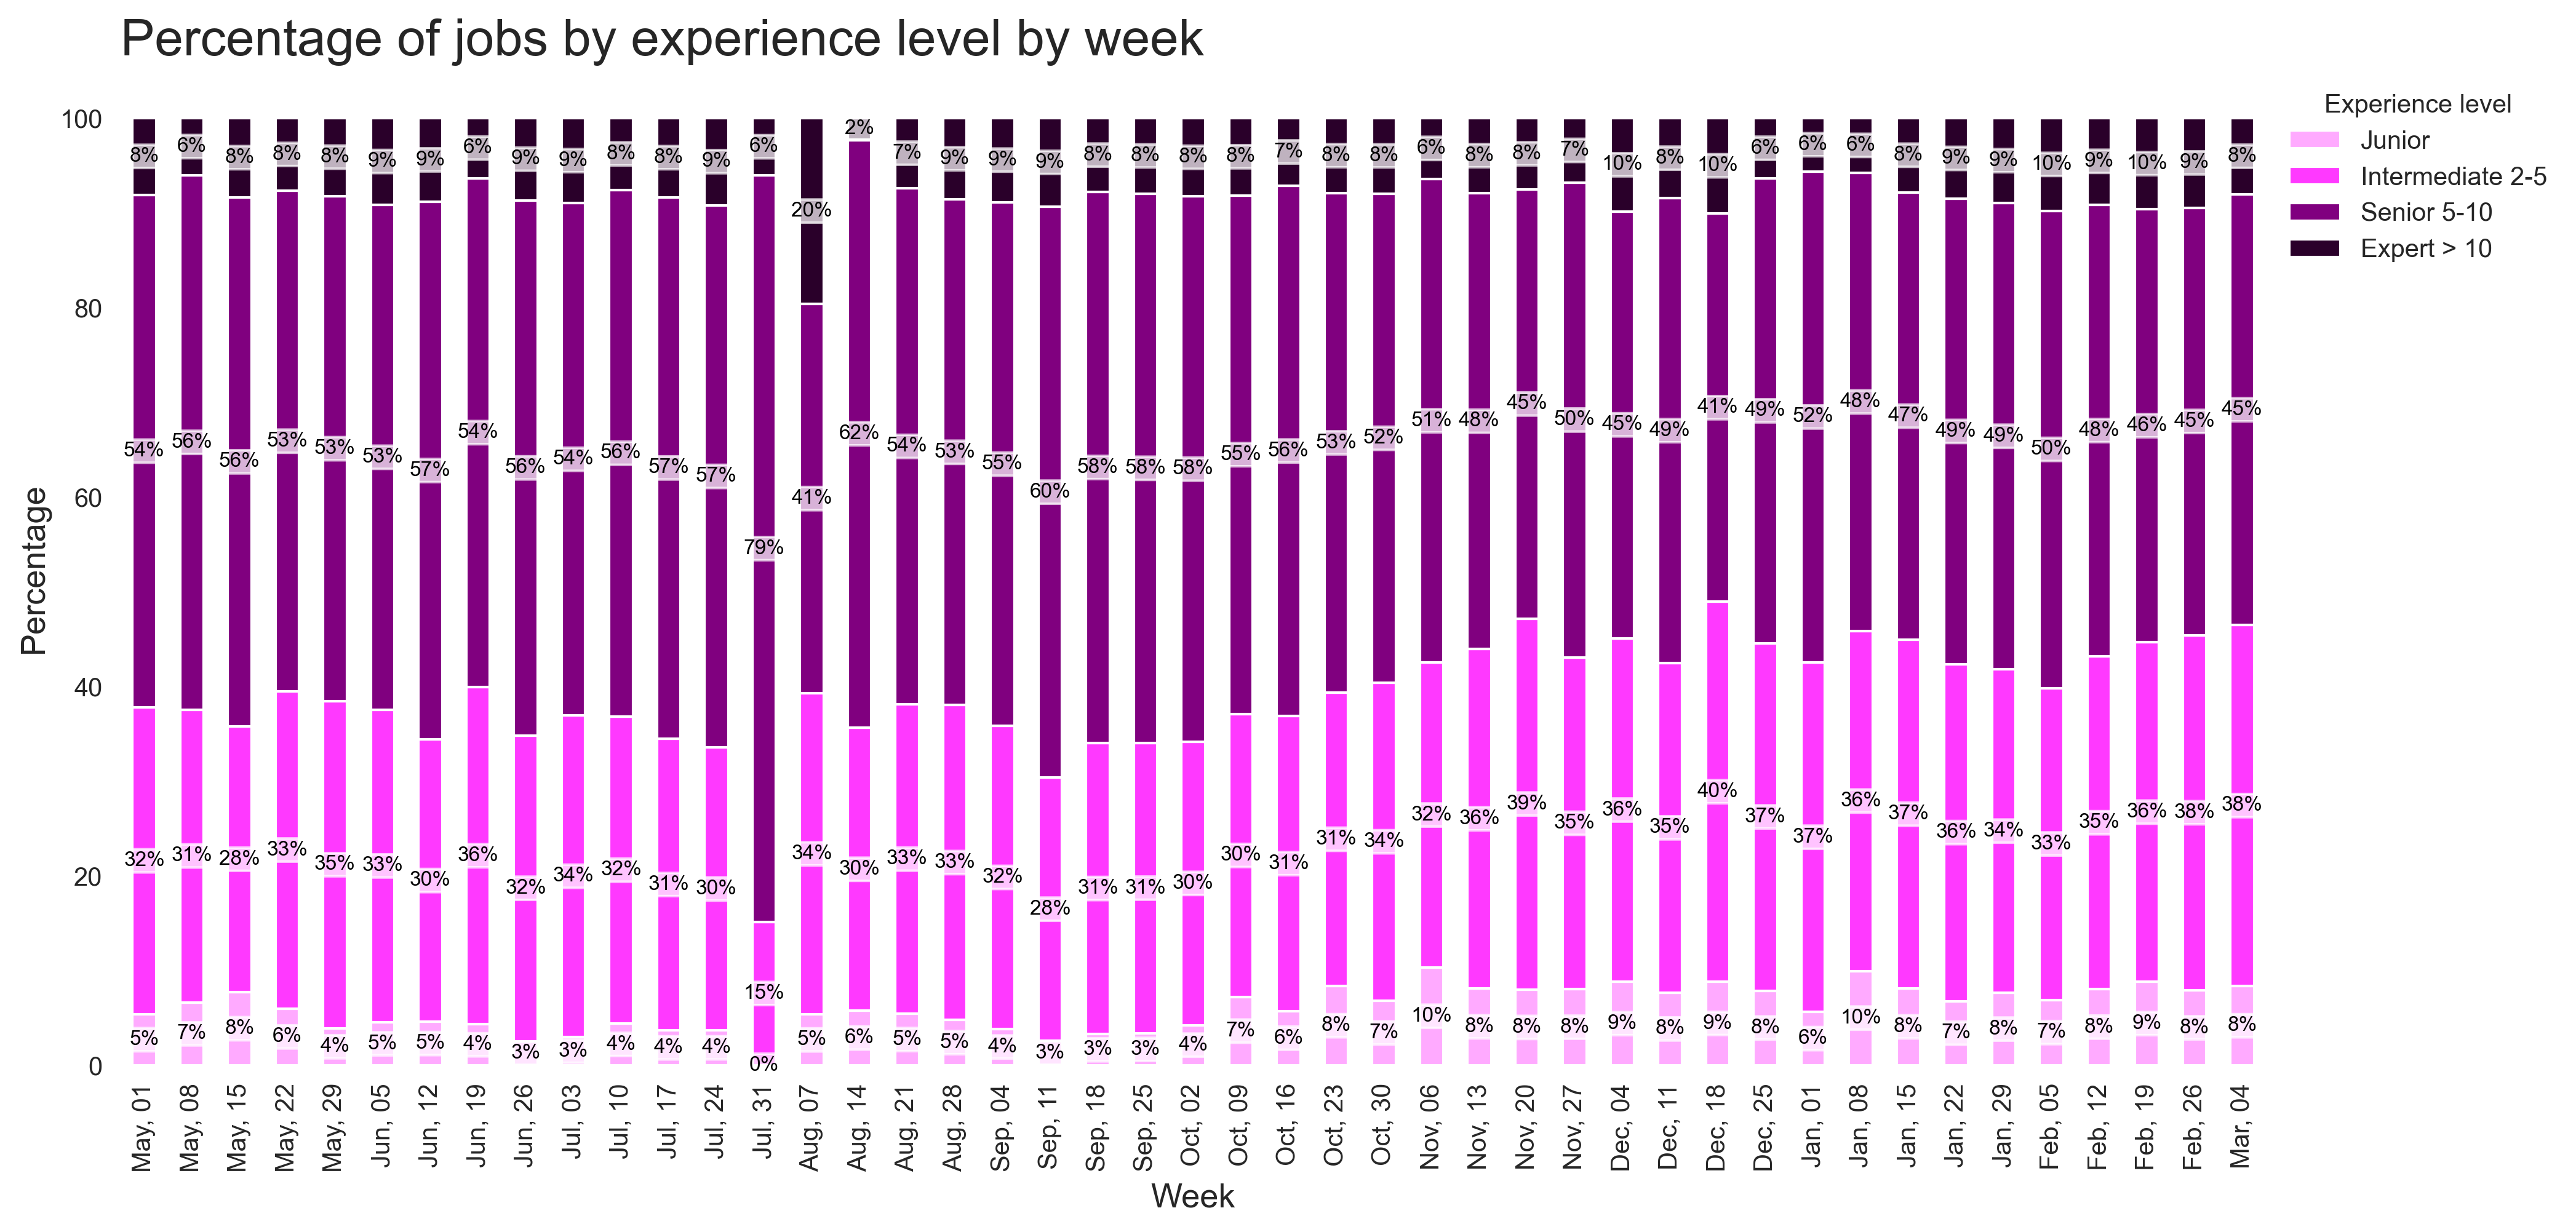 Percentage of jobs by experience level by week
Experience level
Junior
Intermediate 2-5
Senior 5-10
Expert > 10
Percentage
100
80
60
40
20
0
8% 6% 8% 8% 8% 9% 9% 6% 9% 9% 8% 8% 9% 6% 20% 2% 7% 9% 9% 9% 8% 8% 8% 8% 7% 8% 8% 6% 8% 8% 7% 10% 8% 10% 6% 6% 6% 8% 9% 9% 10% 9% 10% 9% 8%
54% 56% 56% 53% 53% 53% 57% 54% 56% 54% 56% 57% 57% 79% 41% 62% 54% 53% 55% 60% 58% 58% 58% 55% 56% 53% 52% 51% 48% 45% 50% 45% 49% 41% 49% 52% 48% 47% 49% 49% 50% 48% 46% 45% 45%
32% 31% 28% 33% 35% 33% 30% 36% 32% 34% 32% 31% 30% 15% 34% 30% 33% 33% 32% 28% 31% 31% 30% 30% 31% 31% 34% 32% 36% 39% 35% 36% 35% 40% 37% 37% 36% 37% 36% 34% 33% 35% 36% 38% 38%
5% 7% 8% 6% 4% 5% 5% 4% 3% 3% 4% 4% 4% 0% 5% 6% 5% 5% 4% 3% 3% 3% 4% 7% 6% 8% 7% 10% 8% 8% 8% 9% 8% 9% 8% 6% 10% 8% 7% 8% 7% 8% 9% 8% 8%
May, 01
May, 08
May, 15
May, 22
May, 29
Jun, 05
Jun, 12
Jun, 19
Jun, 26
Jul, 03
Jul, 10
Jul, 17
Jul, 24
Jul, 31
Aug, 07
Aug, 14
Aug, 21
Aug, 28
Sep, 04
Sep, 11
Sep, 18
Sep, 25
Oct, 02
Oct, 09
Oct, 16
Oct, 23
Oct, 30
Nov, 06
Nov, 13
Nov, 20
Nov, 27
Dec, 04
Dec, 11
Dec, 18
Dec, 25
Jan, 01
Jan, 08
Jan, 15
Jan, 22
Jan, 29
Feb, 05
Feb, 12
Feb, 19
Feb, 26
Mar, 04
Week